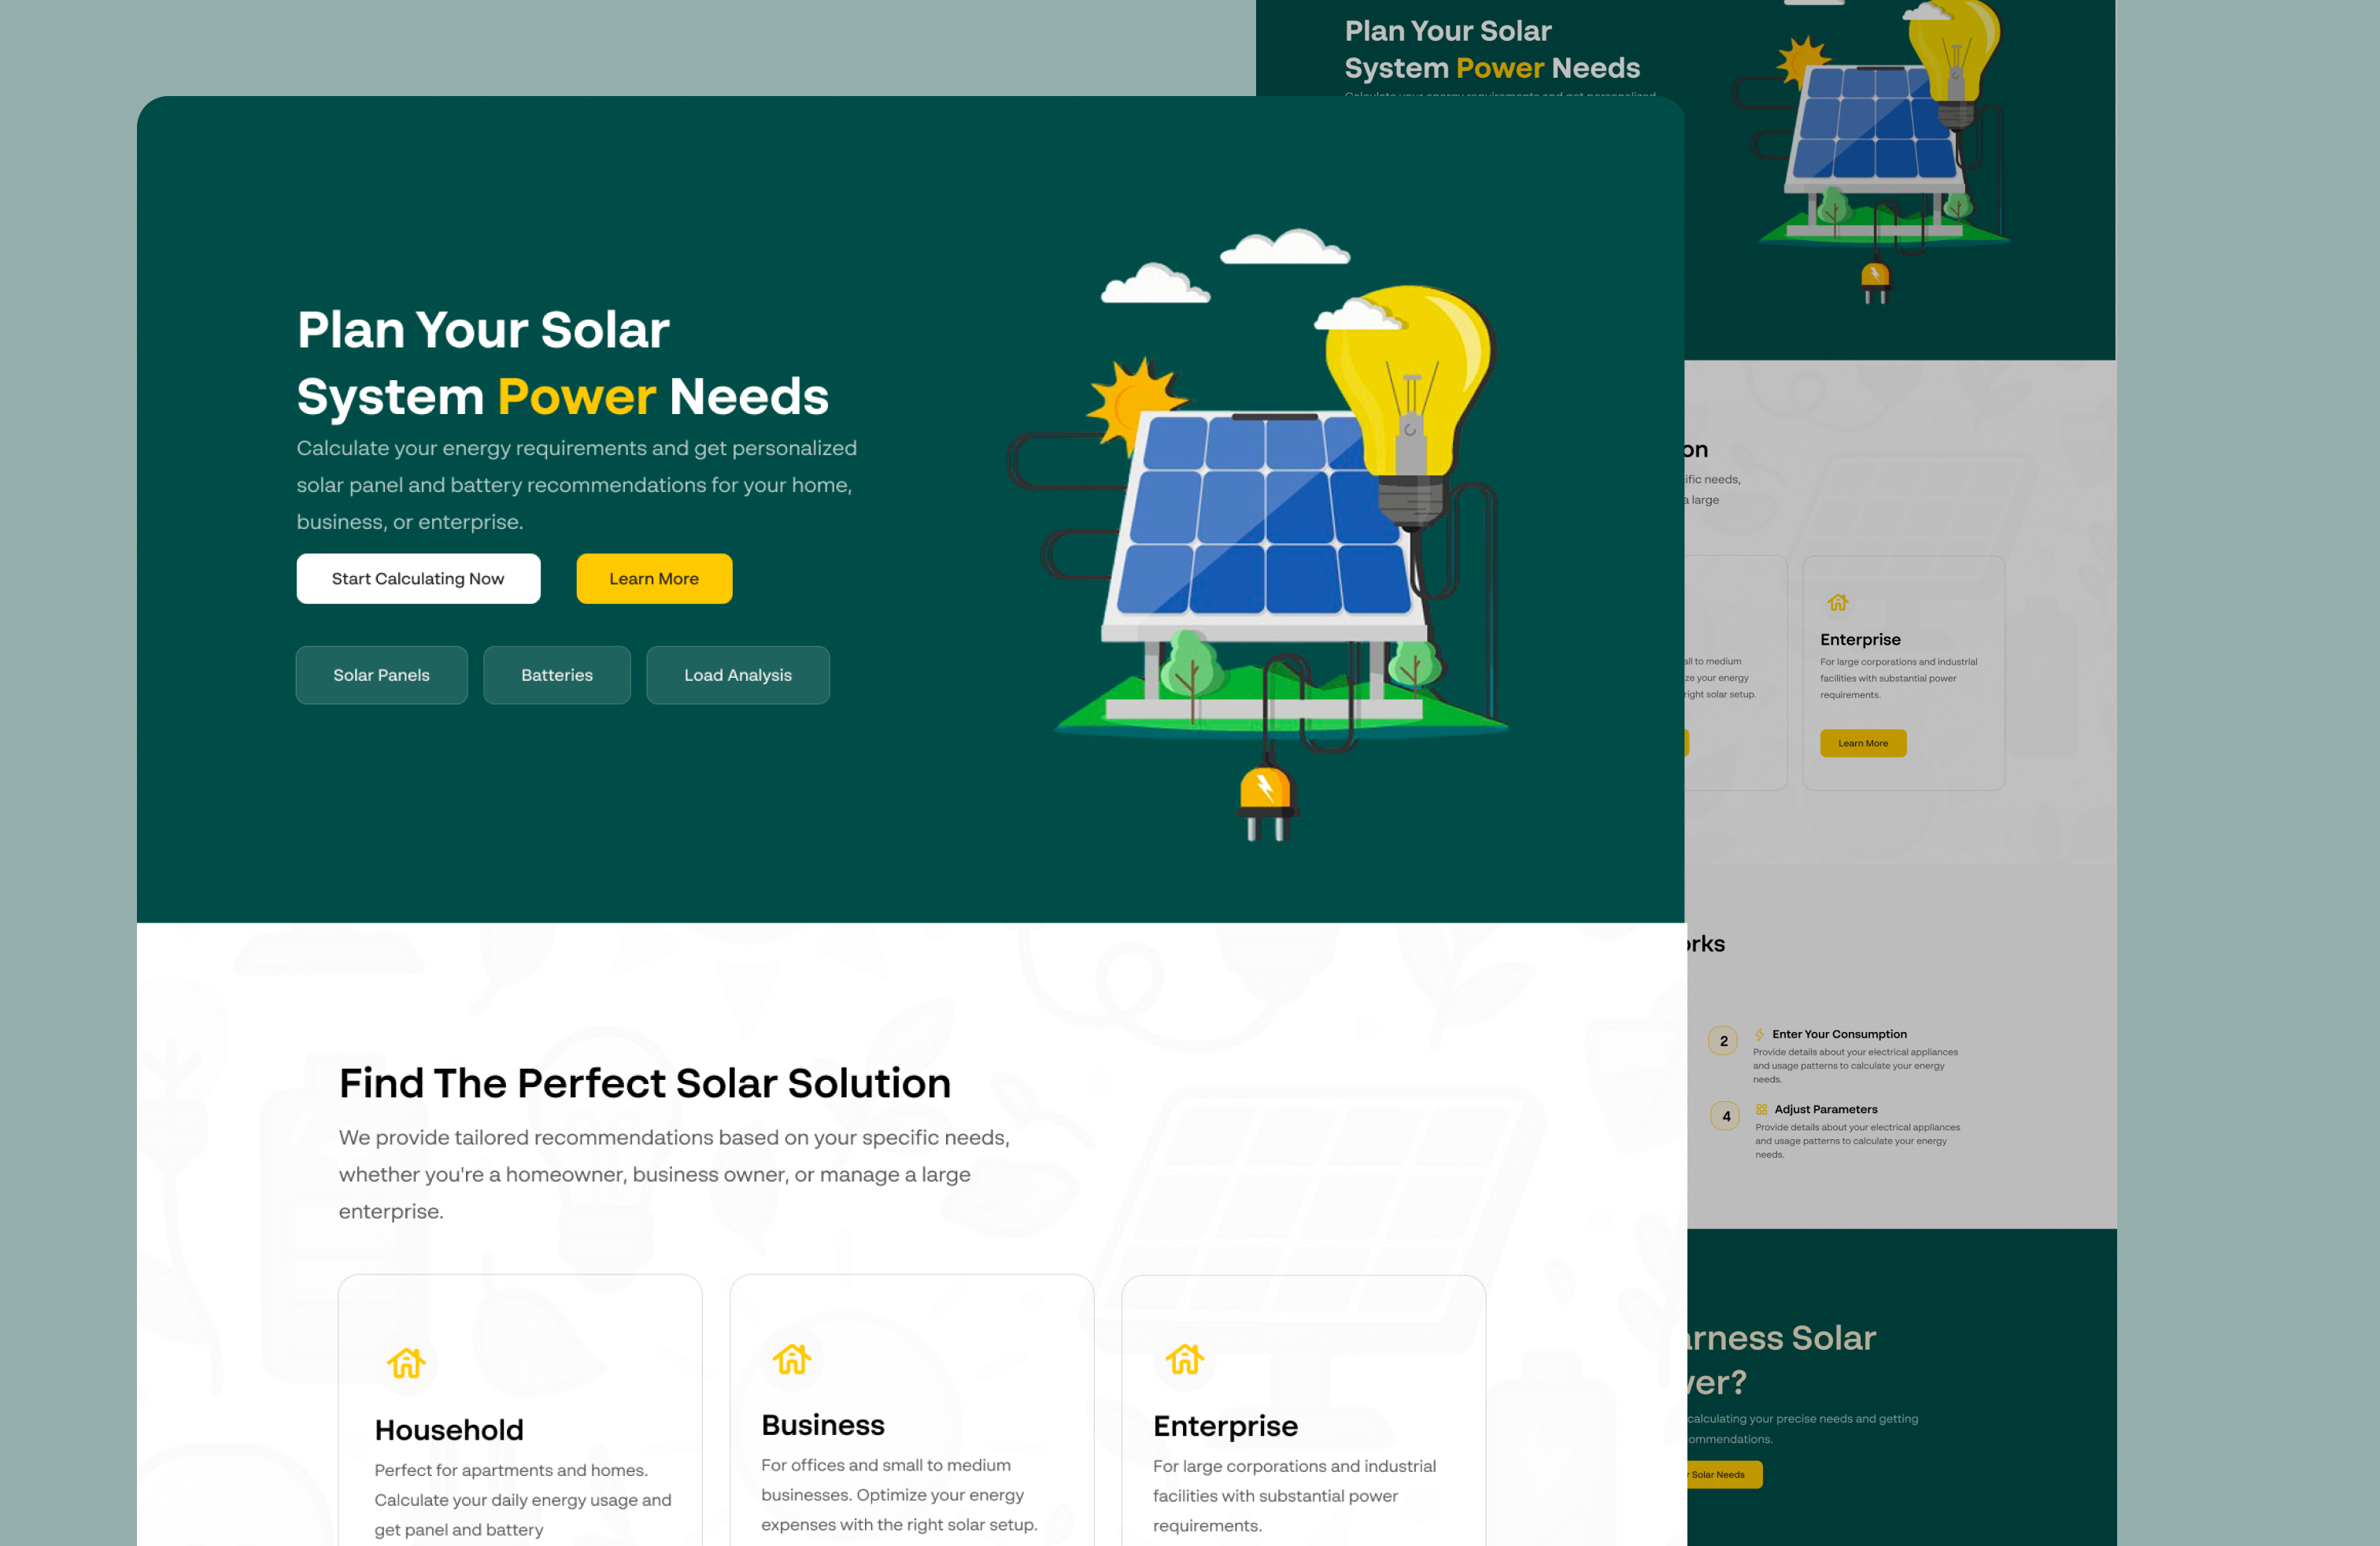 Plan Your Solar
System Power Needs
Calculate your energy requirements and get personalized
solar panel and battery recommendations for your home,
business, or enterprise.
Start Calculating Now
Learn More
Solar Panels
Batteries
Load Analysis
Find The Perfect Solar Solution
We provide tailored recommendations based on your specific needs,
whether you're a homeowner, business owner, or manage a large
enterprise.
Household
Perfect for apartments and homes.
Calculate your daily energy usage and
get panel and battery
Business
For offices and small to medium
businesses. Optimize your energy
expenses with the right solar setup.
Enterprise
For large corporations and industrial
facilities with substantial power
requirements.
Plan Your Solar
System Power Needs
Calculate your energy requirements and get personalized
needs,
a large
to medium
your energy
right solar setup.
Enterprise
For large corporations and industrial
facilities with substantial power
requirements.
Learn More
2
Enter Your Consumption
Provide details about your electrical appliances
and usage patterns to calculate your energy
needs.
4
Adjust Parameters
Provide details about your electrical appliances
and usage patterns to calculate your energy
needs.
Solar
calculating your precise needs and getting
Solar Needs